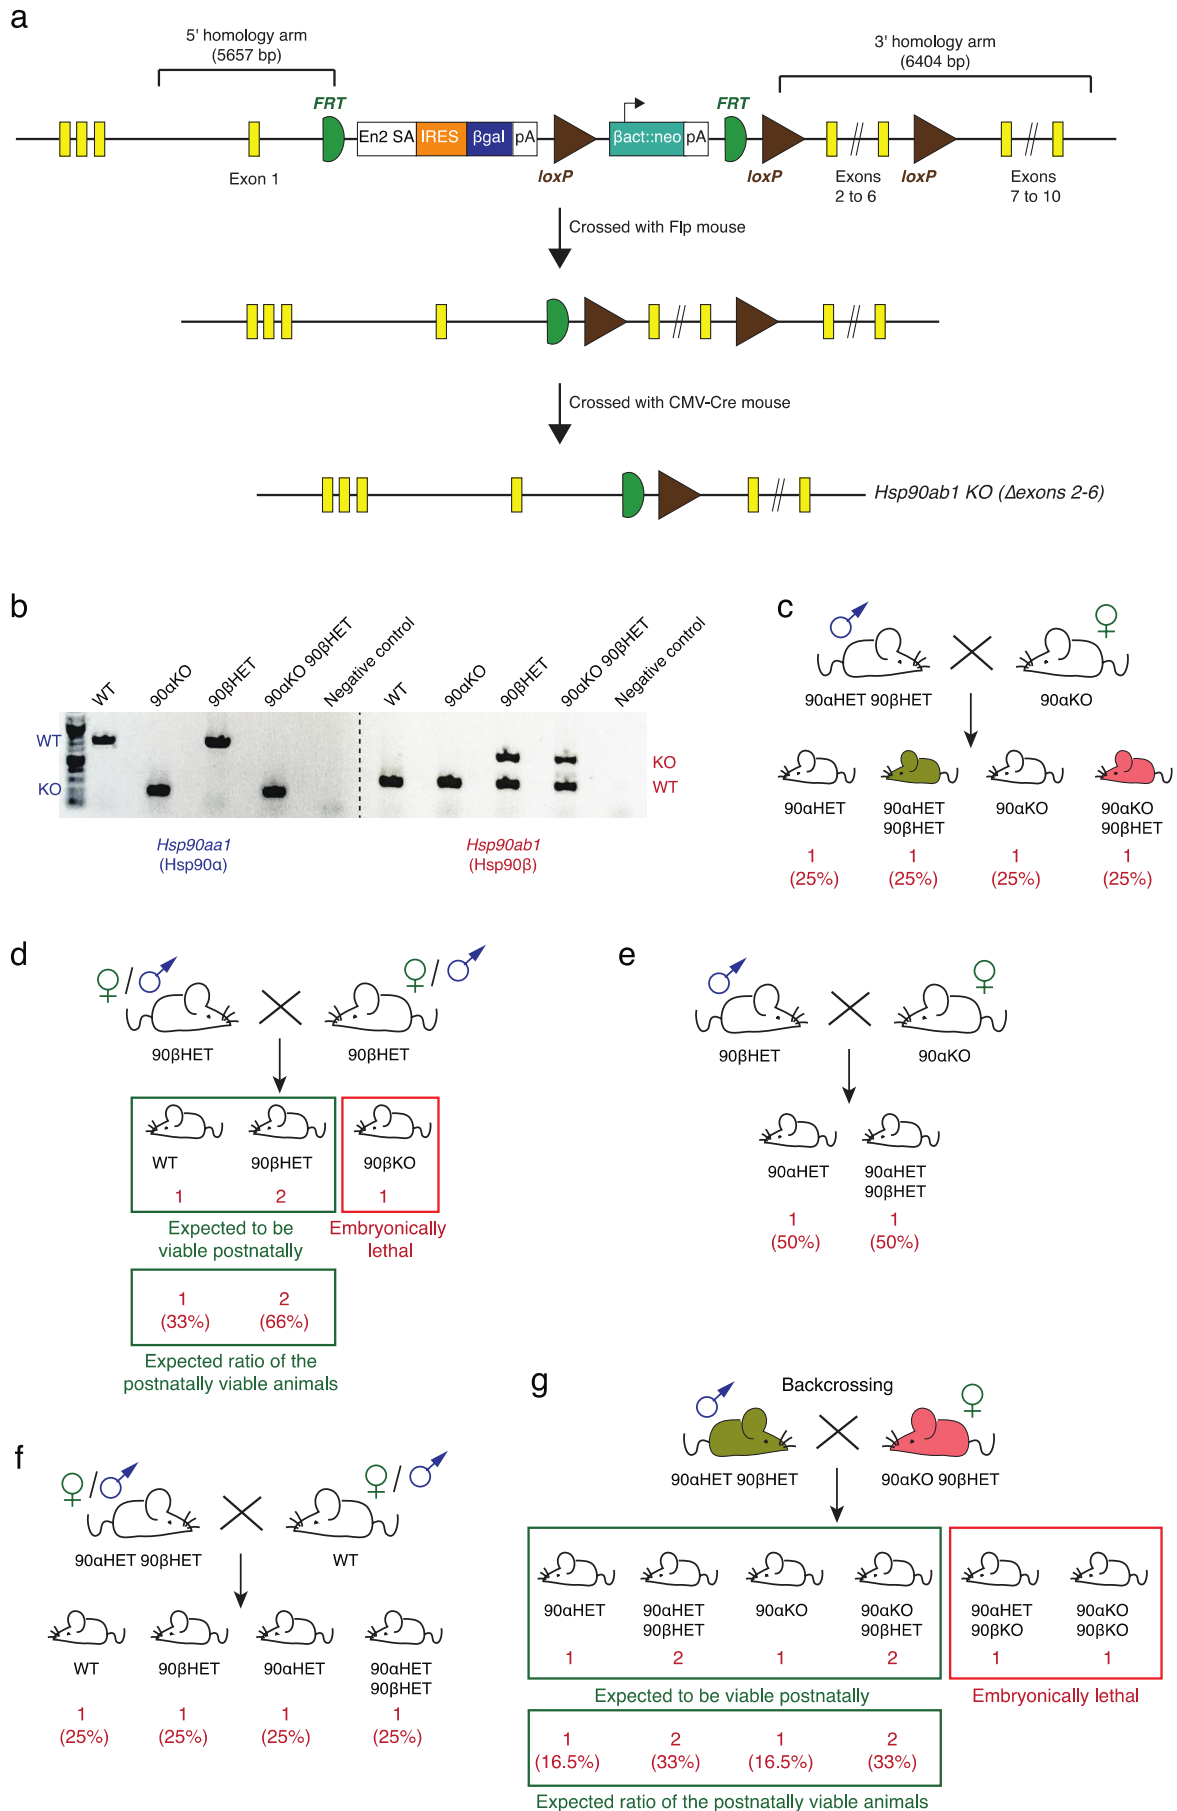 a
5' homology arm
(5657 bp)
3' homology arm
(6404 bp)
FRT
FRT
En2 SA IRES βgal pA
βact::neo pA
Exon 1
loxP
loxP
loxP
Exons
2 to 6
Exons
7 to 10
Crossed with Flp mouse
Crossed with CMV-Cre mouse
Hsp90ab1 KO (Δexons 2-6)
b
WT
90αKO
90βHET
90αKO 90βHET
Negative control
WT
90αKO
90βHET
90αKO 90βHET
Negative control
WT
KO
KO
WT
Hsp90aa1
(Hsp90α)
Hsp90ab1
(Hsp90β)
c
90αHET 90βHET
90αKO
90αHET
90αHET
90βHET
90αKO
90αKO
90βHET
1 1 1 1
(25%) (25%) (25%) (25%)
d
♀/♂
♀/♂
90βHET
90βHET
WT
90βHET
90βKO
1 2 1
Expected to be
viable postnatally
Embryonically
lethal
1 2
(33%) (66%)
Expected ratio of the
postnatally viable animals
e
90βHET
90αKO
90αHET
90αHET
90βHET
1 1
(50%) (50%)
f
♀/♂
♀/♂
90αHET 90βHET
WT
WT
90βHET
90αHET
90αHET
90βHET
1 1 1 1
(25%) (25%) (25%) (25%)
g
Backcrossing
90αHET 90βHET
90αKO 90βHET
90αHET
90αHET
90βHET
90αKO
90αKO
90βHET
90αHET
90βKO
90αKO
90βKO
1 2 1 2 1 1
Expected to be viable postnatally
Embryonically lethal
1 2 1 2
(16.5%) (33%) (16.5%) (33%)
Expected ratio of the postnatally viable animals